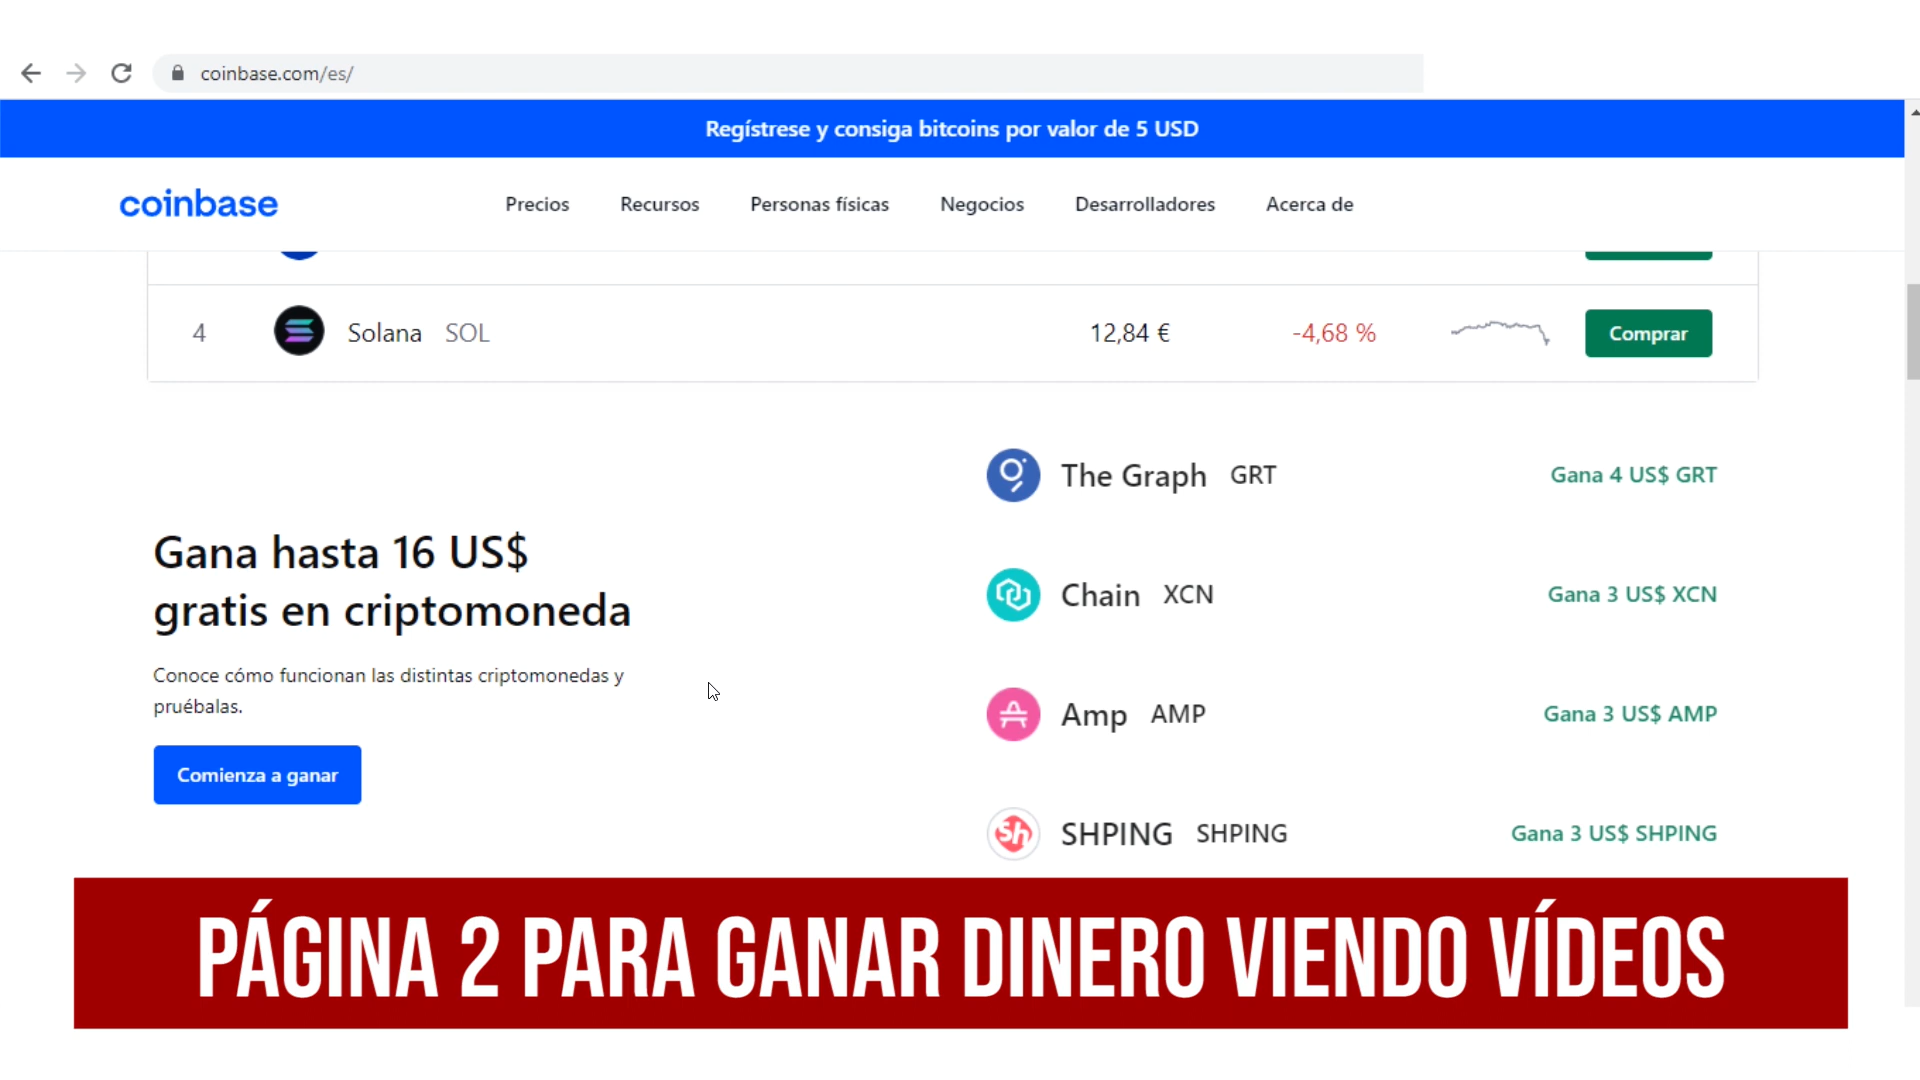 coinbase.com/es/
Regístrese y consiga bitcoins por valor de 5 USD
coinbase
Precios
Recursos
Personas físicas
Negocios
Desarrolladores
Acerca de
4 Solana SOL 12,84 € -4,68 % Comprar
Gana hasta 16 US$
gratis en criptomoneda
Conoce cómo funcionan las distintas criptomonedas y
pruébalas.
Comienza a ganar
The Graph GRT Gana 4 US$ GRT
Chain XCN Gana 3 US$ XCN
Amp AMP Gana 3 US$ AMP
Sh SHPING SHPING Gana 3 US$ SHPING
PÁGINA 2 PARA GANAR DINERO VIENDO VÍDEOS